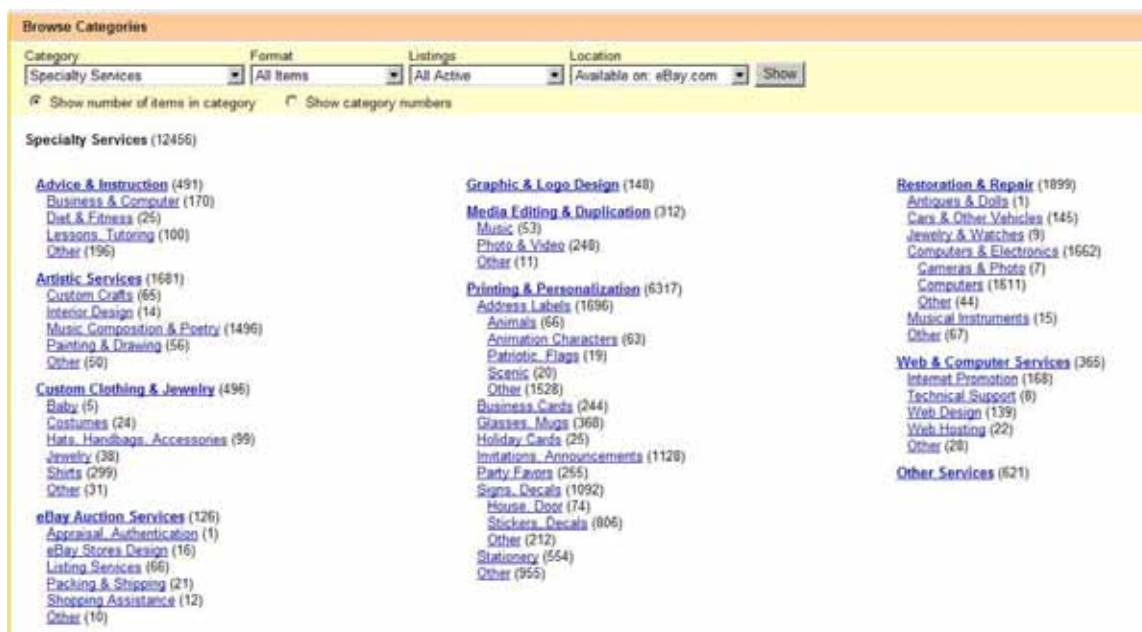 Browse Categories
Category Format Listings Location
Specialty Services All Items All Active Available on: eBay.com Show
Show number of items in category Show category numbers
Specialty Services (12456)
Advice & Instruction (491)
Business & Computer (170)
Diet & Fitness (25)
Lessons, Tutoring (100)
Other (196)
Artistic Services (1681)
Custom Crafts (65)
Interior Design (14)
Music Composition & Poetry (1496)
Painting & Drawing (56)
Other (50)
Custom Clothing & Jewelry (496)
Baby (5)
Costumes (24)
Hats, Handbags, Accessories (99)
Jewelry (38)
Shirts (299)
Other (31)
eBay Auction Services (126)
Appraisal, Authentication (1)
eBay Stores Design (16)
Listing Services (66)
Packing & Shipping (21)
Shopping Assistance (12)
Other (10)
Graphic & Logo Design (148)
Media Editing & Duplication (312)
Music (53)
Photo & Video (248)
Other (11)
Printing & Personalization (6317)
Address Labels (1696)
Animals (66)
Animation Characters (63)
Patriotic, Flags (19)
Scenic (20)
Other (1528)
Business Cards (244)
Glasses, Mugs (368)
Holiday Cards (25)
Invitations, Announcements (1128)
Party Favors (255)
Signs, Decals (1092)
House, Door (74)
Stickers, Decals (806)
Other (212)
Stationery (554)
Other (955)
Restoration & Repair (1899)
Antiques & Dolls (1)
Cars & Other Vehicles (145)
Jewelry & Watches (9)
Computers & Electronics (1662)
Cameras & Photo (7)
Computers (1611)
Other (44)
Musical Instruments (15)
Other (67)
Web & Computer Services (365)
Internet Promotion (168)
Technical Support (8)
Web Design (139)
Web Hosting (22)
Other (28)
Other Services (621)